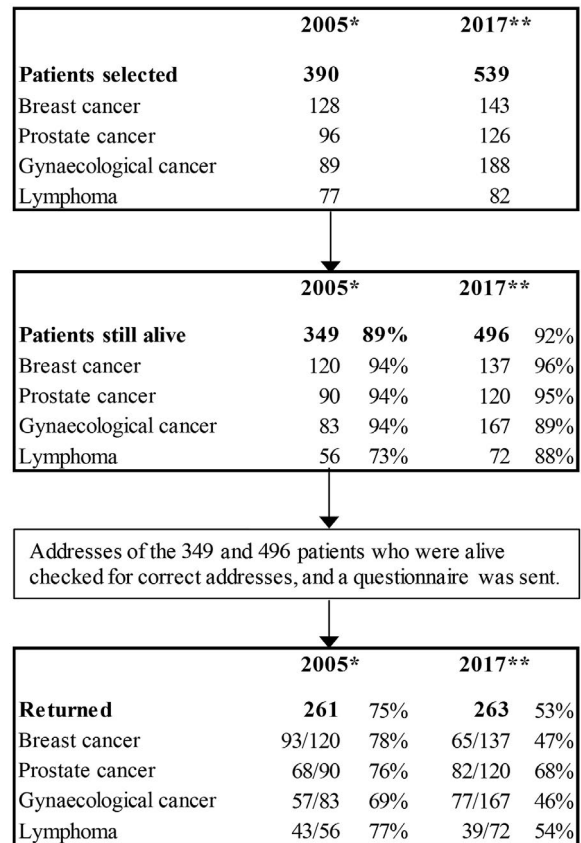 2005* 2017**
Patients selected 390 539
Breast cancer 128 143
Prostate cancer 96 126
Gynaecological cancer 89 188
Lymphoma 77 82
2005* 2017**
Patients still alive 349 89% 496 92%
Breast cancer 120 94% 137 96%
Prostate cancer 90 94% 120 95%
Gynaecological cancer 83 94% 167 89%
Lymphoma 56 73% 72 88%
Addresses of the 349 and 496 patients who were alive
checked for correct addresses, and a questionnaire was sent.
2005* 2017**
Returned 261 75% 263 53%
Breast cancer 93/120 78% 65/137 47%
Prostate cancer 68/90 76% 82/120 68%
Gynaecological cancer 57/83 69% 77/167 46%
Lymphoma 43/56 77% 39/72 54%